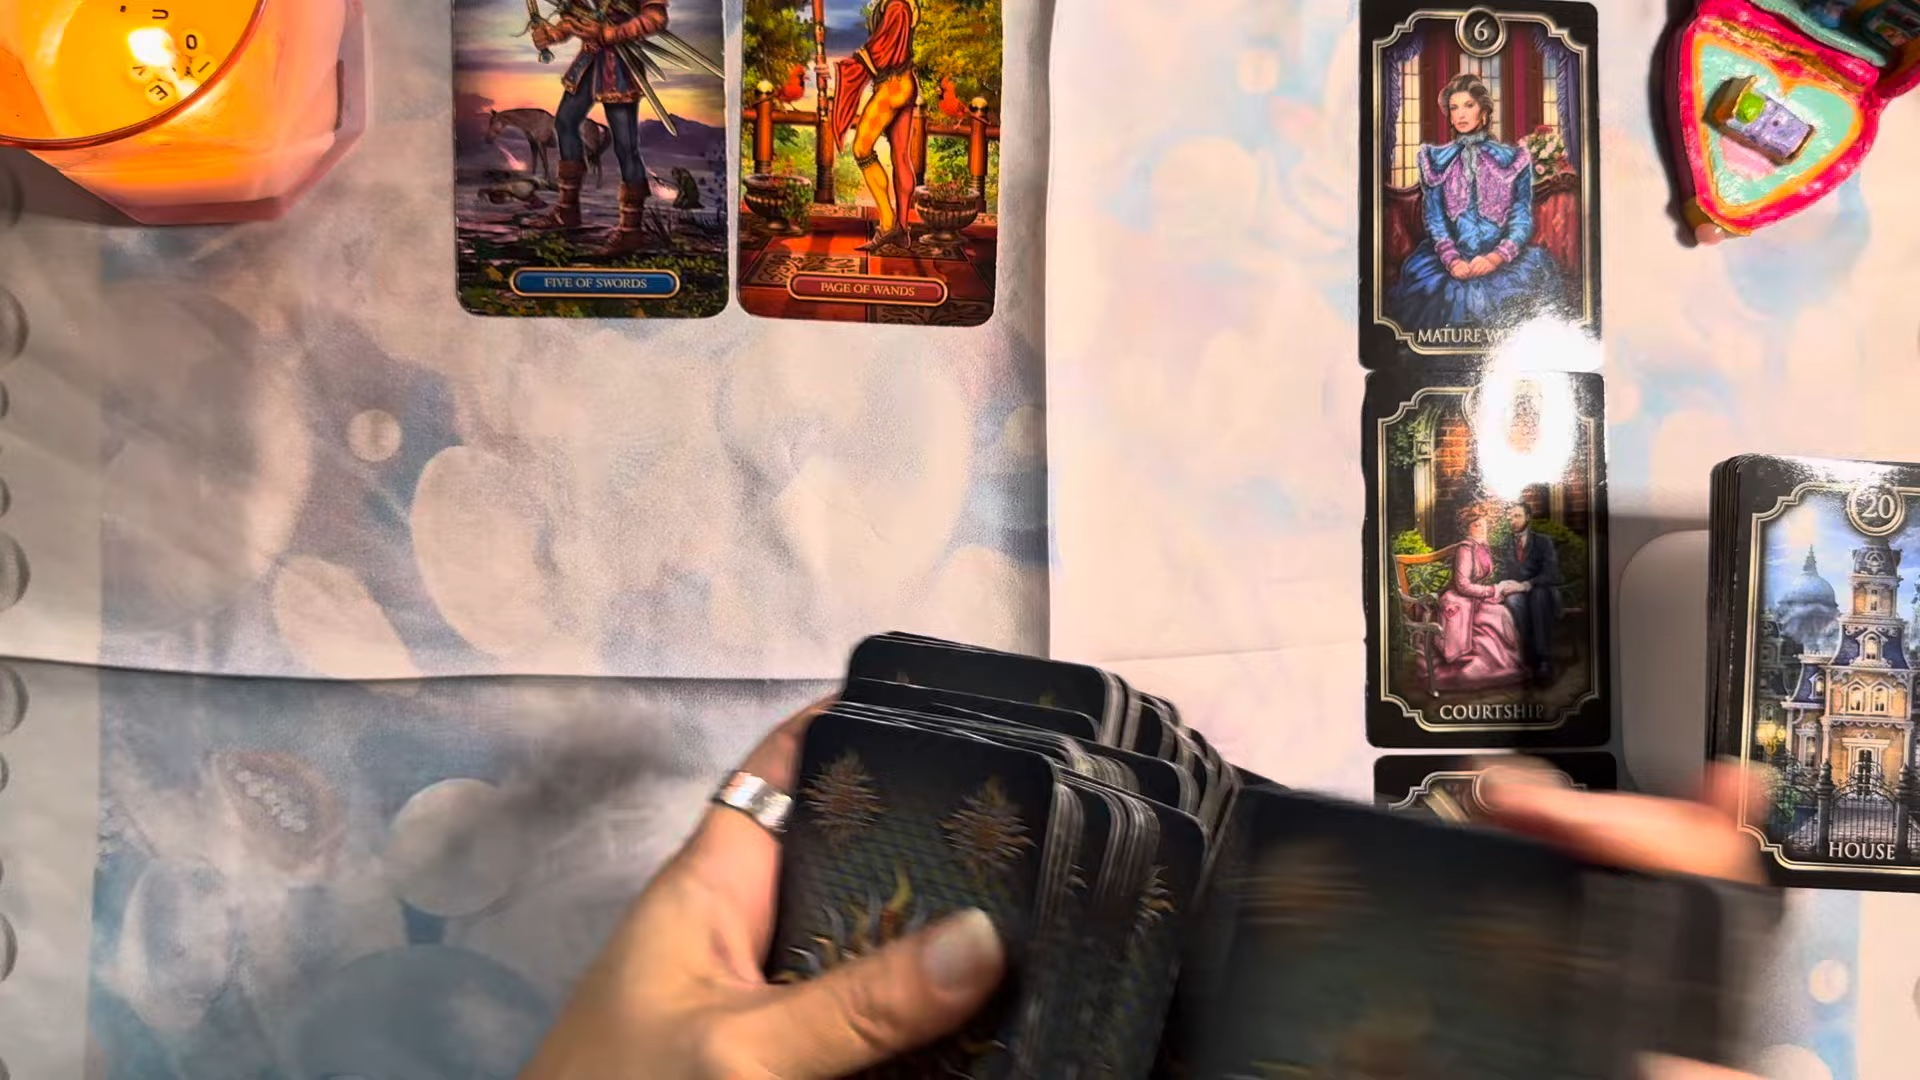 FIVE OF SWORDS
PAGE OF WANDS
6
MATURE
COURTSHIP
20
HOUSE